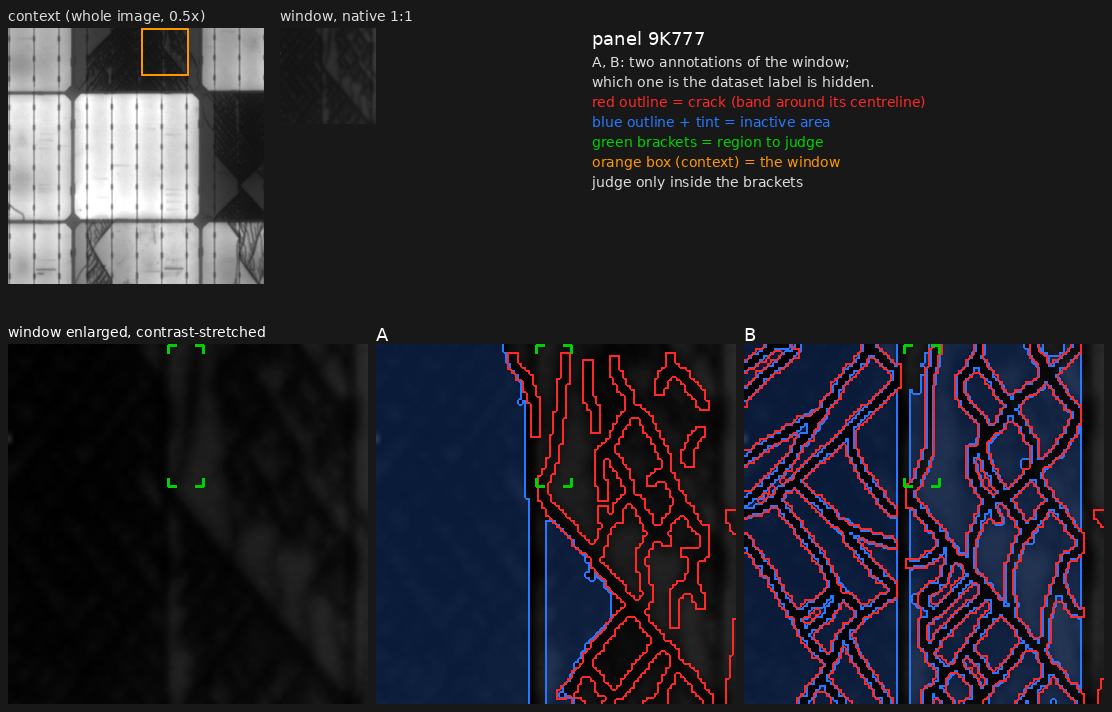 context (whole image, 0.5x)
window, native 1:1
panel 9K777
A, B: two annotations of the window;
which one is the dataset label is hidden.
red outline = crack (band around its centreline)
blue outline + tint = inactive area
green brackets = region to judge
orange box (context) = the window
judge only inside the brackets
window enlarged, contrast-stretched
A
B